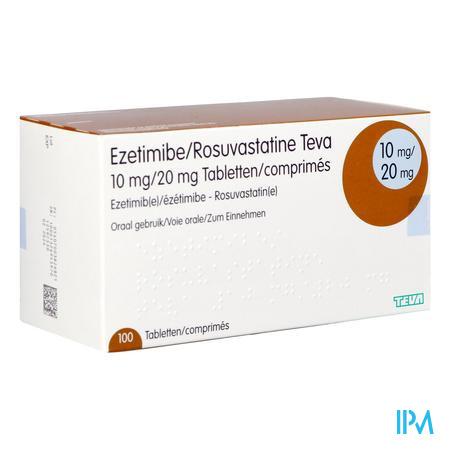 Ezetimibe/Rosuvastatine Teva
10 mg/20 mg Tabletten/comprimés
Ezetimib(e)/ézétimibe - Rosuvastatin(e)
Oraal gebruik/Voie orale/Zum Einnehmen
10 mg/
20 mg
100 Tabletten/comprimés
TEVA
IPM